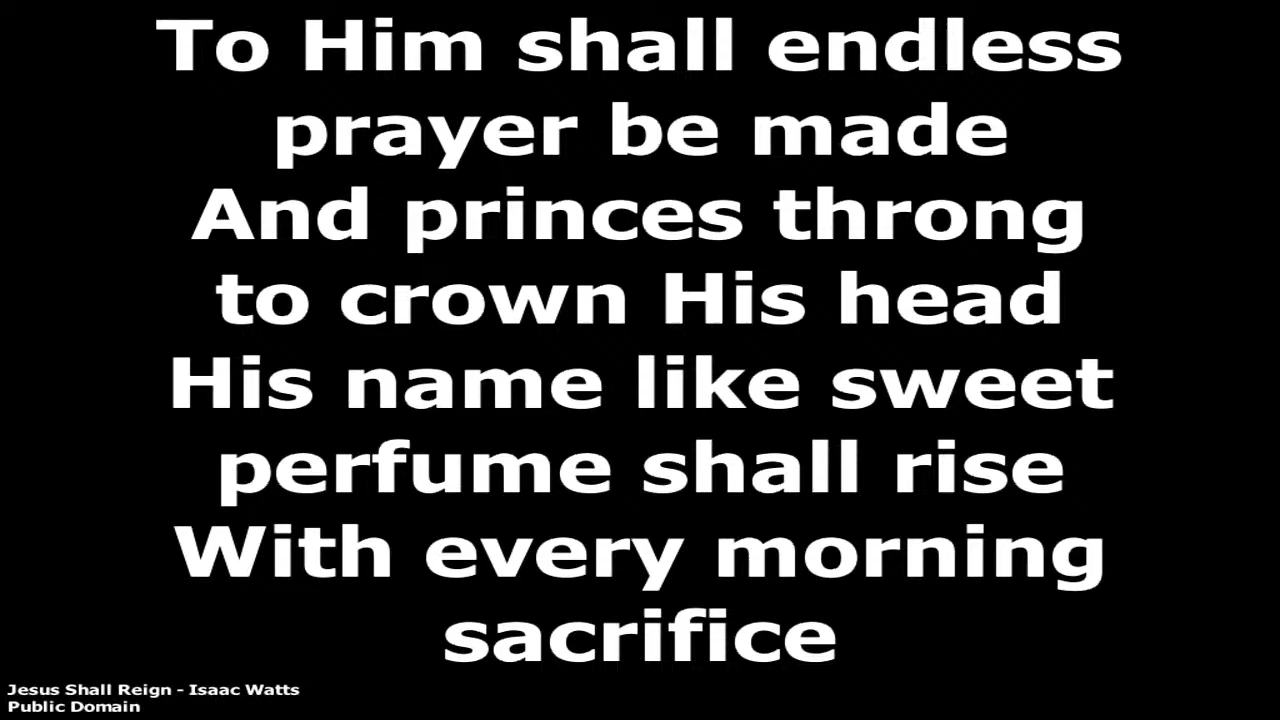 To Him shall endless
prayer be made
And princes throng
to crown His head
His name like sweet
perfume shall rise
With every morning
sacrifice
Jesus Shall Reign - Isaac Watts
Public Domain